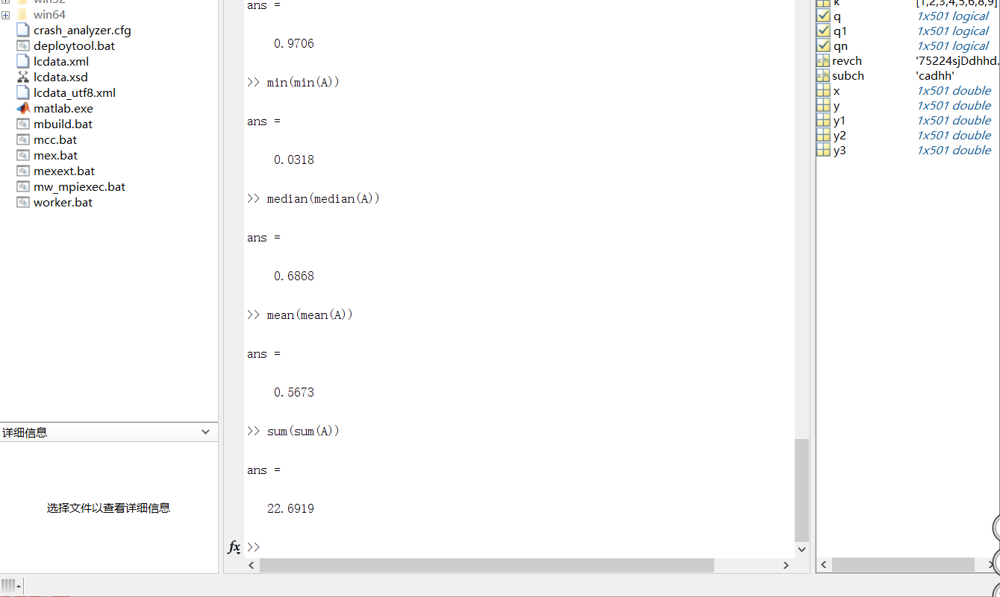 win32
win64
crash_analyzer.cfg
deploytool.bat
lcdata.xml
lcdata.xsd
lcdata_utf8.xml
matlab.exe
mbuild.bat
mcc.bat
mex.bat
mexext.bat
mw_mpiexec.bat
worker.bat
详细信息
选择文件以查看详细信息
ans =
0.9706
>> min(min(A))
ans =
0.0318
>> median(median(A))
ans =
0.6868
>> mean(mean(A))
ans =
0.5673
>> sum(sum(A))
ans =
22.6919
fx >>
k [1,2,3,4,5,6,8,9]
q 1x501 logical
q1 1x501 logical
qn 1x501 logical
revch '75224sjDdhhd.
subch 'cadhh'
x 1x501 double
y 1x501 double
y1 1x501 double
y2 1x501 double
y3 1x501 double